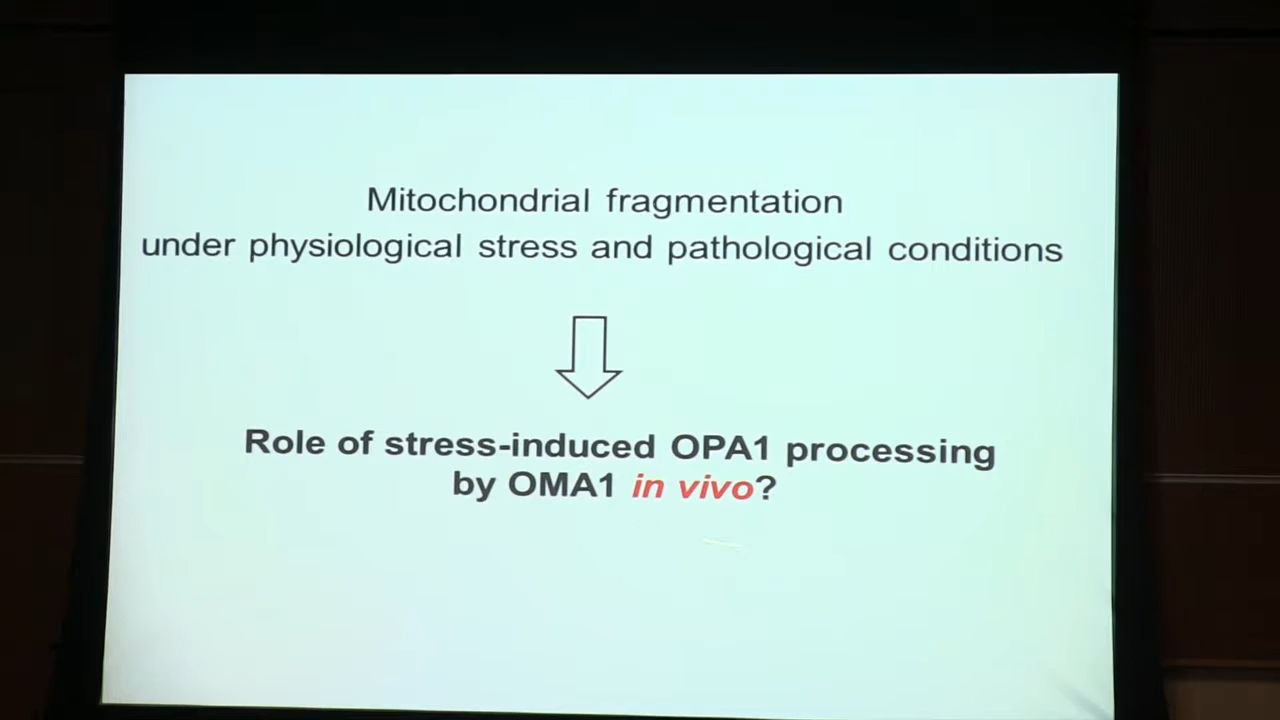 Mitochondrial fragmentation
under physiological stress and pathological conditions
Role of stress-induced OPA1 processing
by OMA1 in vivo?